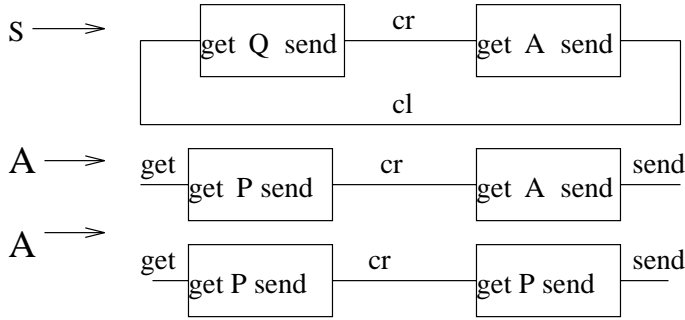 S
get Q send
cr
get A send
cl
A
get
get P send
cr
get A send
send
A
get
get P send
cr
get P send
send